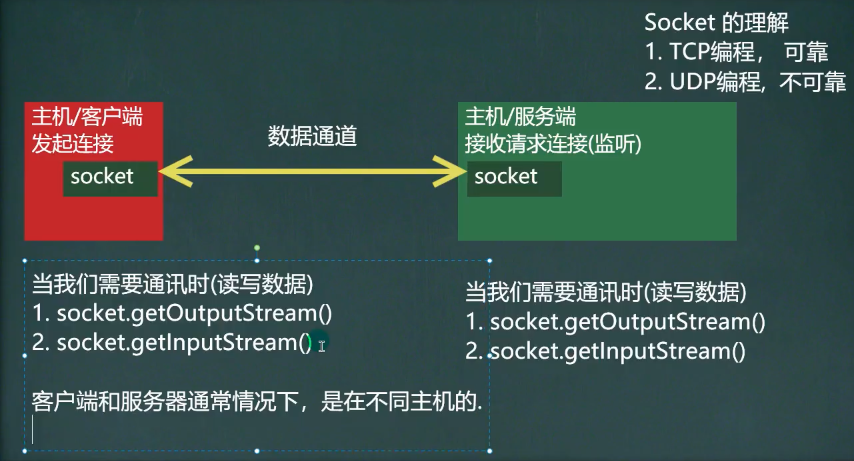 Socket 的理解
1. TCP编程， 可靠
2. UDP编程, 不可靠
主机/客户端
发起连接
socket
数据通道
主机/服务端
接收请求连接(监听)
socket
当我们需要通讯时(读写数据)
1. socket.getOutputStream()
2. socket.getInputStream()
客户端和服务器通常情况下，是在不同主机的.
当我们需要通讯时(读写数据)
1. socket.getOutputStream()
2. socket.getInputStream()